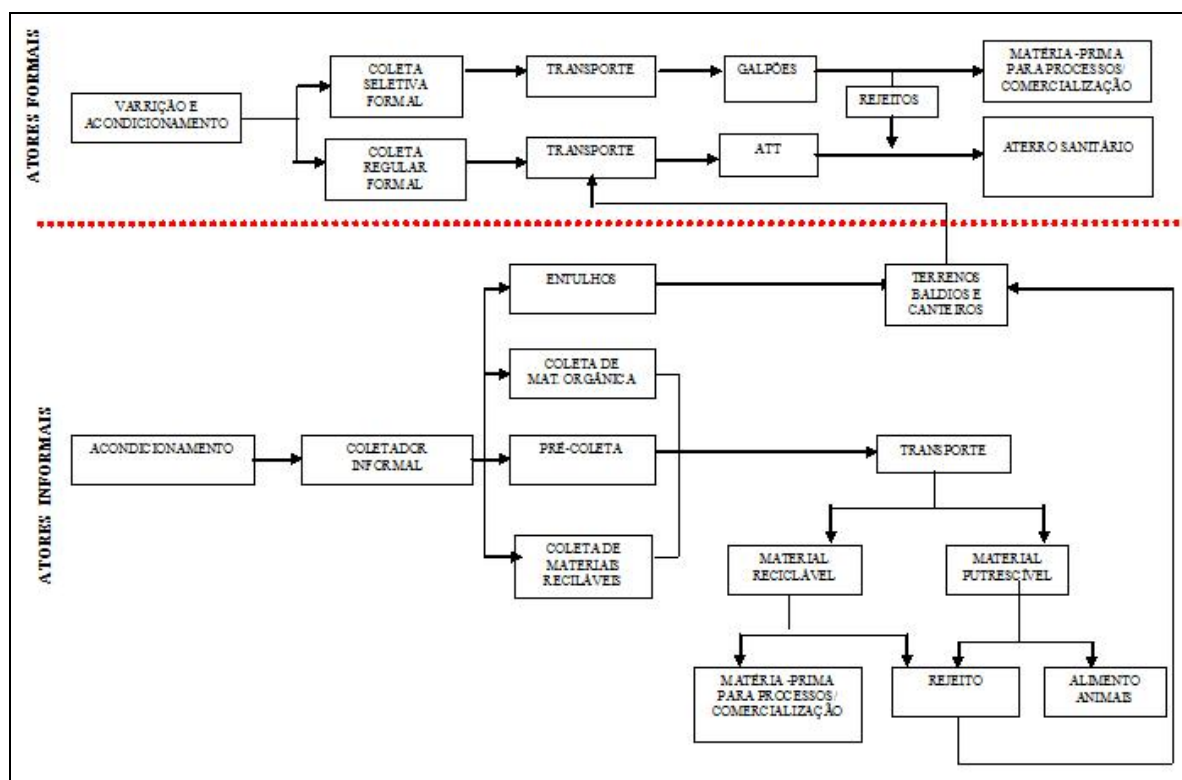 ATORES FORMAIS
VARRIÇÃO E
ACONDICIONAMENTO
COLETA
SELETIVA
FORMAL
TRANSPORTE
GALPÕES
MATÉRIA -PRIMA
PARA PROCESSOS/
COMERCIALIZAÇÃO
REJEITOS
COLETA
REGULAR
FORMAL
TRANSPORTE
ATT
ATERRO SANITÁRIO
ATORES INFORMAIS
ENTULHOS
TERRENOS
BALDIOS E
CANTEIROS
COLETA DE
MAT. ORGÂNICA
ACONDICIONAMENTO
COLETADOR
INFORMAL
PRÉ-COLETA
TRANSPORTE
COLETA DE
MATERIAIS
RECILÁVEIS
MATERIAL
RECICLÁVEL
MATERIAL
PUTRESCÍVEL
MATÉRIA -PRIMA
PARA PROCESSOS/
COMERCIALIZAÇÃO
REJEITO
ALIMENTO
ANIMAIS